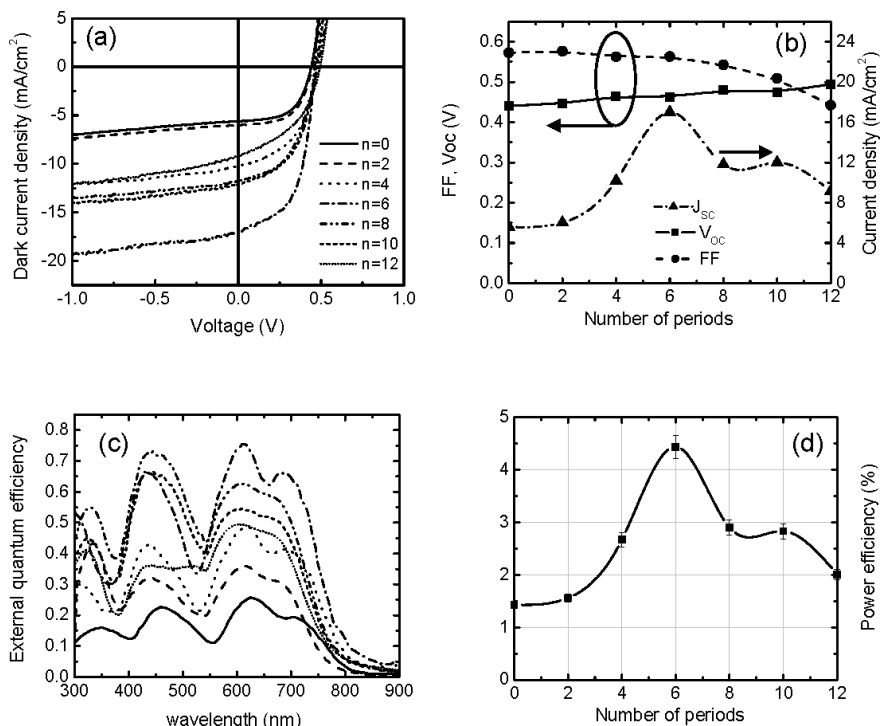 (a)
Dark current density (mA/cm²)
5
0
-5
-10
-15
-20
-1.0 -0.5 0.0 0.5 1.0
Voltage (V)
n=0
n=2
n=4
n=6
n=8
n=10
n=12
(b)
FF, Voc (V)
0.6
0.5
0.4
0.3
0.2
0.1
0.0
24
20
16
12
8
4
0
Current density (mA/cm²)
J_SC
V_OC
FF
0 2 4 6 8 10 12
Number of periods
(c)
External quantum efficiency
0.8
0.7
0.6
0.5
0.4
0.3
0.2
0.1
0.0
300 400 500 600 700 800 900
wavelength (nm)
(d)
5
4
3
2
1
0
Power efficiency (%)
0 2 4 6 8 10 12
Number of periods